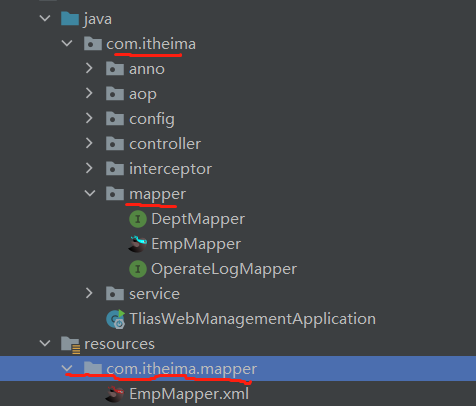 java
com.itheima
anno
aop
config
controller
interceptor
mapper
DeptMapper
EmpMapper
OperateLogMapper
service
TliasWebManagementApplication
resources
com.itheima.mapper
EmpMapper.xml